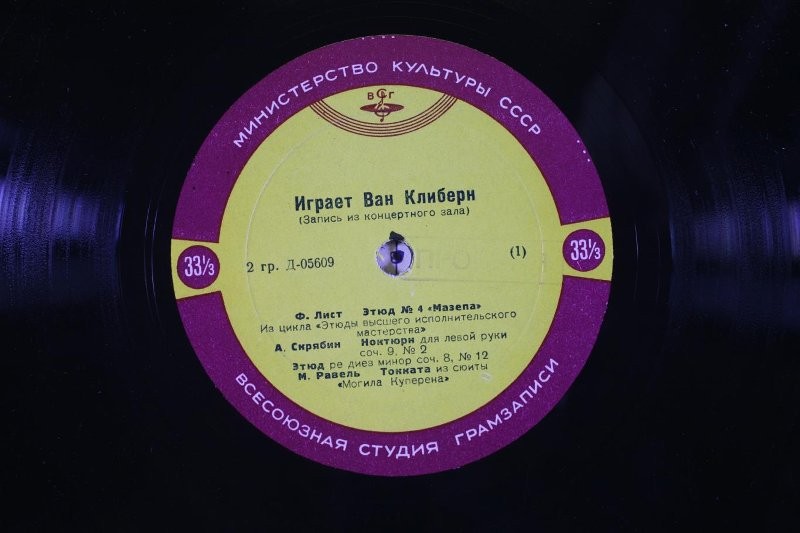 МИНИСТЕРСТВО КУЛЬТУРЫ СССР
ВСГ
Играет Ван Клиберн
(Запись из концертного зала)
33⅓
2 гр. Д-05609
(1)
33⅓
Ф. Лист Этюд № 4 «Мазепа»
Из цикла «Этюды высшего исполнительского
мастерства»
А. Скрябин Ноктюрн для левой руки
соч. 9, № 2
Этюд ре диез минор соч. 8, № 12
М. Равель Токката из сюиты
«Могила Куперена»
ВСЕСОЮЗНАЯ СТУДИЯ ГРАМЗАПИСИ